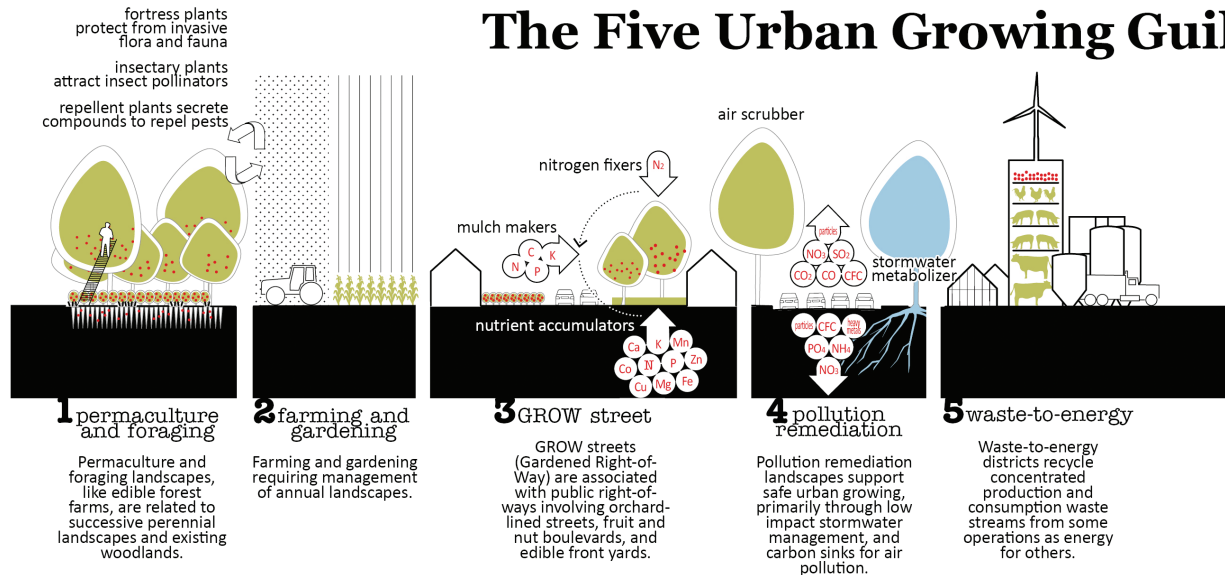 The Five Urban Growing Guil
fortress plants
protect from invasive
flora and fauna
insectary plants
attract insect pollinators
repellent plants secrete
compounds to repel pests
air scrubber
nitrogen fixers
N2
mulch makers
C K
N P
nutrient accumulators
Ca K Mn
Co N P Zn
Cu Mg Fe
particles
NO3 SO2
CO2 CO CFC
stormwater
metabolizer
particles CFC heavy metals
PO4 NH4
NO3
1 permaculture
and foraging
Permaculture and
foraging landscapes,
like edible forest
farms, are related to
successive perennial
landscapes and existing
woodlands.
2 farming and
gardening
Farming and gardening
requiring management
of annual landscapes.
3 GROW street
GROW streets
(Gardened Right-of-
Way) are associated
with public right-of-
ways involving orchard-
lined streets, fruit and
nut boulevards, and
edible front yards.
4 pollution
remediation
Pollution remediation
landscapes support
safe urban growing,
primarily through low
impact stormwater
management, and
carbon sinks for air
pollution.
5 waste-to-energy
Waste-to-energy
districts recycle
concentrated
production and
consumption waste
streams from some
operations as energy
for others.